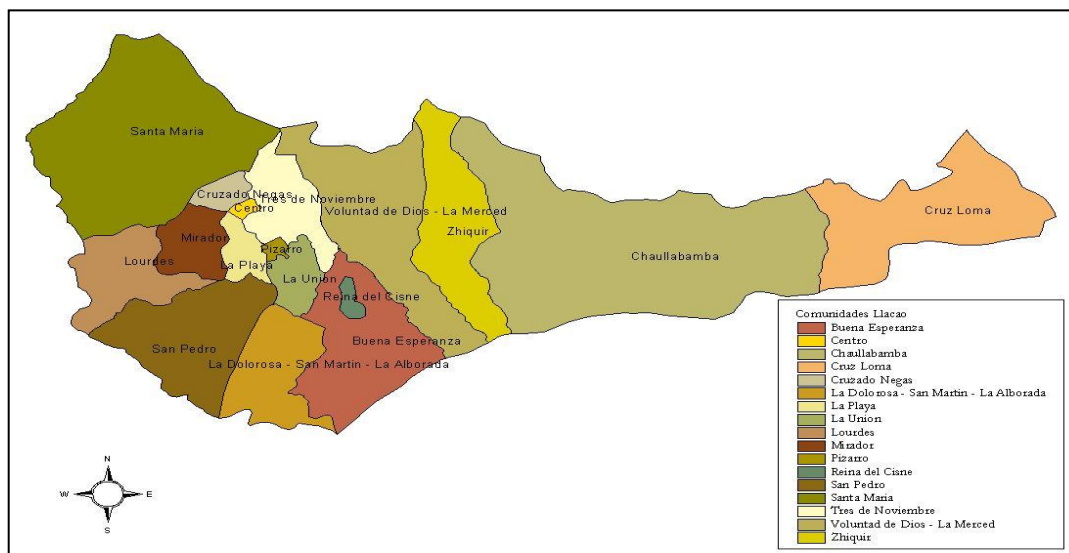 Santa Maria
Cruzado Negas
Tres de Noviembre
Centro
Voluntad de Dios - La Merced
Cruz Loma
Mirador
Zhiquir
Pizarro
Chaullabamba
Lourdes
La Playa
La Union
Reina del Cisne
Buena Esperanza
San Pedro
La Dolorosa - San Martin - La Alborada
N
W
E
S
Comunidades Llacao
Buena Esperanza
Centro
Chaullabamba
Cruz Loma
Cruzado Negas
La Dolorosa - San Martin - La Alborada
La Playa
La Union
Lourdes
Mirador
Pizarro
Reina del Cisne
San Pedro
Santa Maria
Tres de Noviembre
Voluntad de Dios - La Merced
Zhiquir